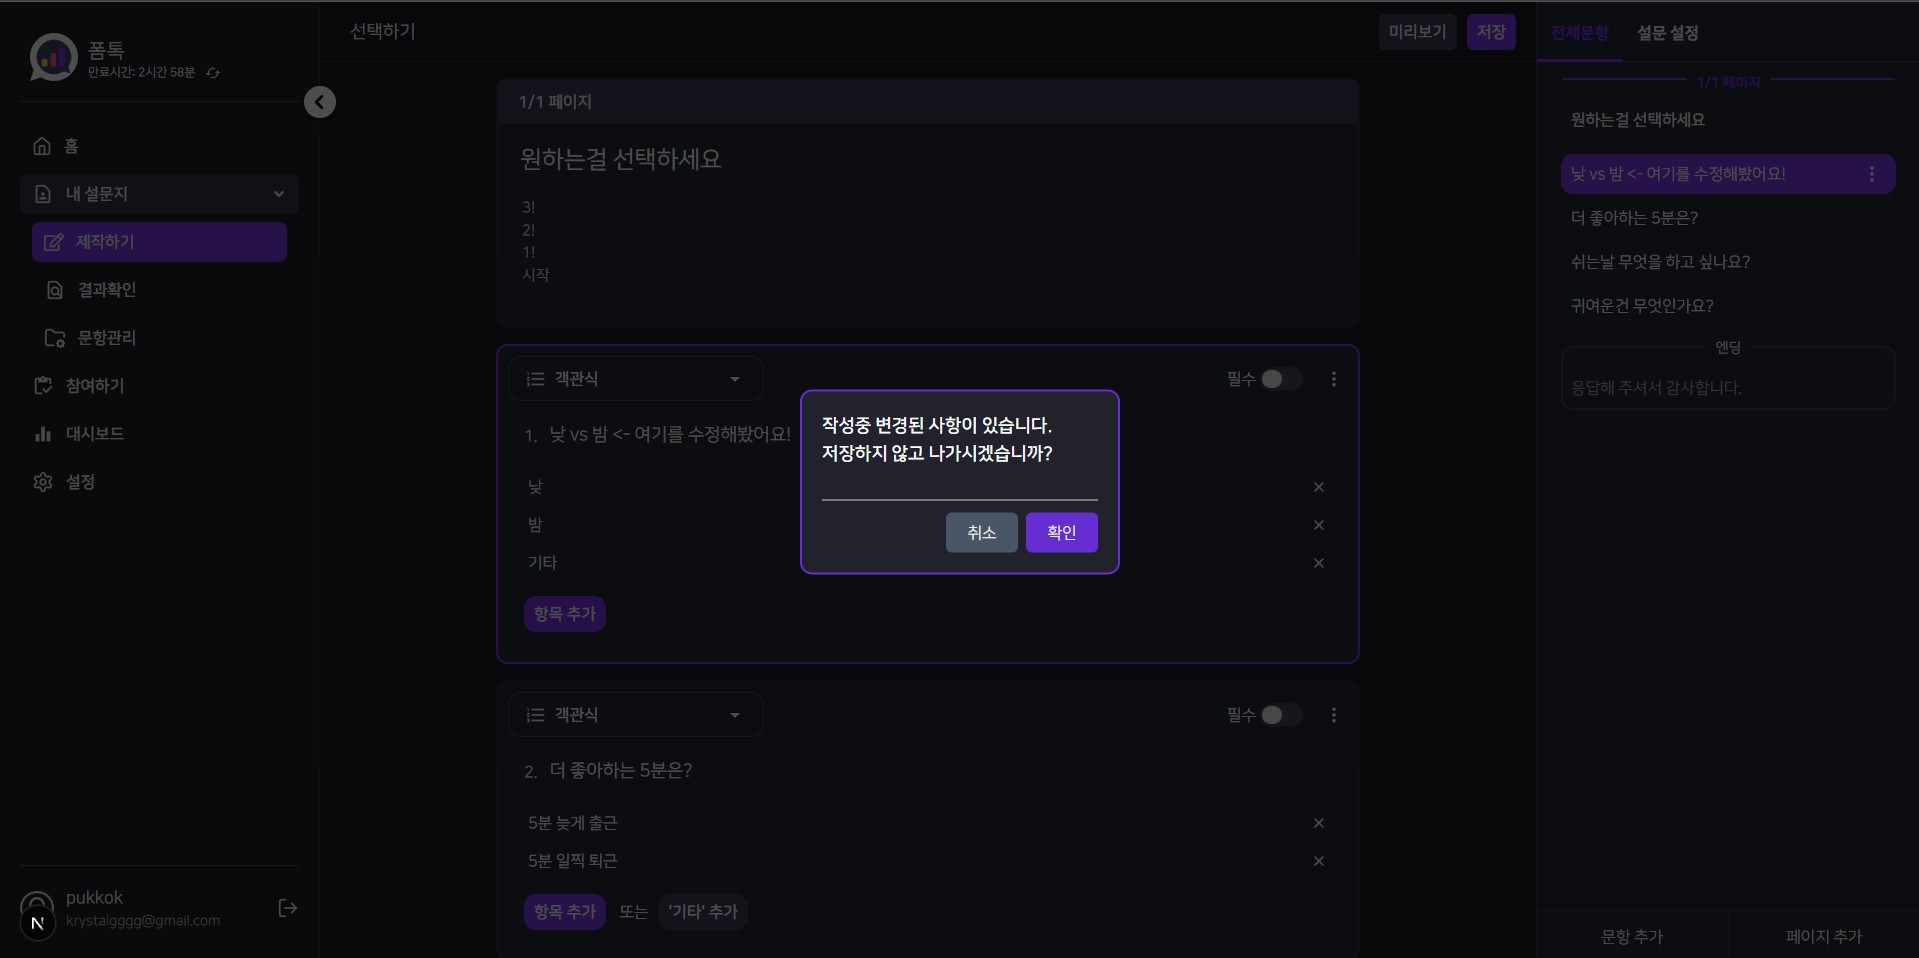 폼톡
만료시간: 2시간 58분
홈
내 설문지
제작하기
결과확인
문항관리
참여하기
대시보드
설정
pukkok
krystalgggg@gmail.com
N
선택하기
미리보기
저장
1/1 페이지
원하는걸 선택하세요
3!
2!
1!
시작
객관식
필수
1. 낮 vs 밤 <- 여기를 수정해봤어요!
낮
밤
기타
항목 추가
작성중 변경된 사항이 있습니다.
저장하지 않고 나가시겠습니까?
취소
확인
객관식
필수
2. 더 좋아하는 5분은?
5분 늦게 출근
5분 일찍 퇴근
항목 추가 또는 '기타' 추가
전체문항
설문 설정
1/1 페이지
원하는걸 선택하세요
낮 vs 밤 <- 여기를 수정해봤어요!
더 좋아하는 5분은?
쉬는날 무엇을 하고 싶나요?
귀여운건 무엇인가요?
엔딩
응답해 주셔서 감사합니다.
문항 추가
페이지 추가